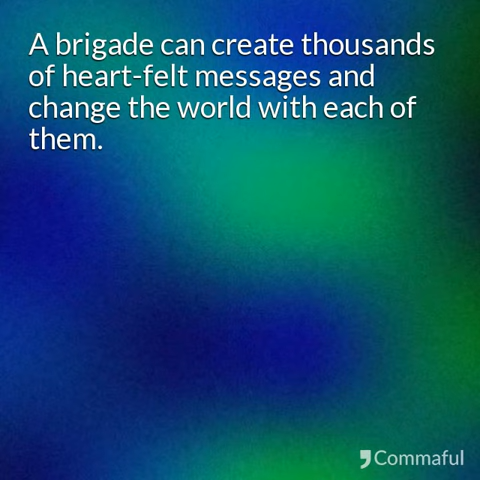 A brigade can create thousands
of heart-felt messages and
change the world with each of
them.
Commaful